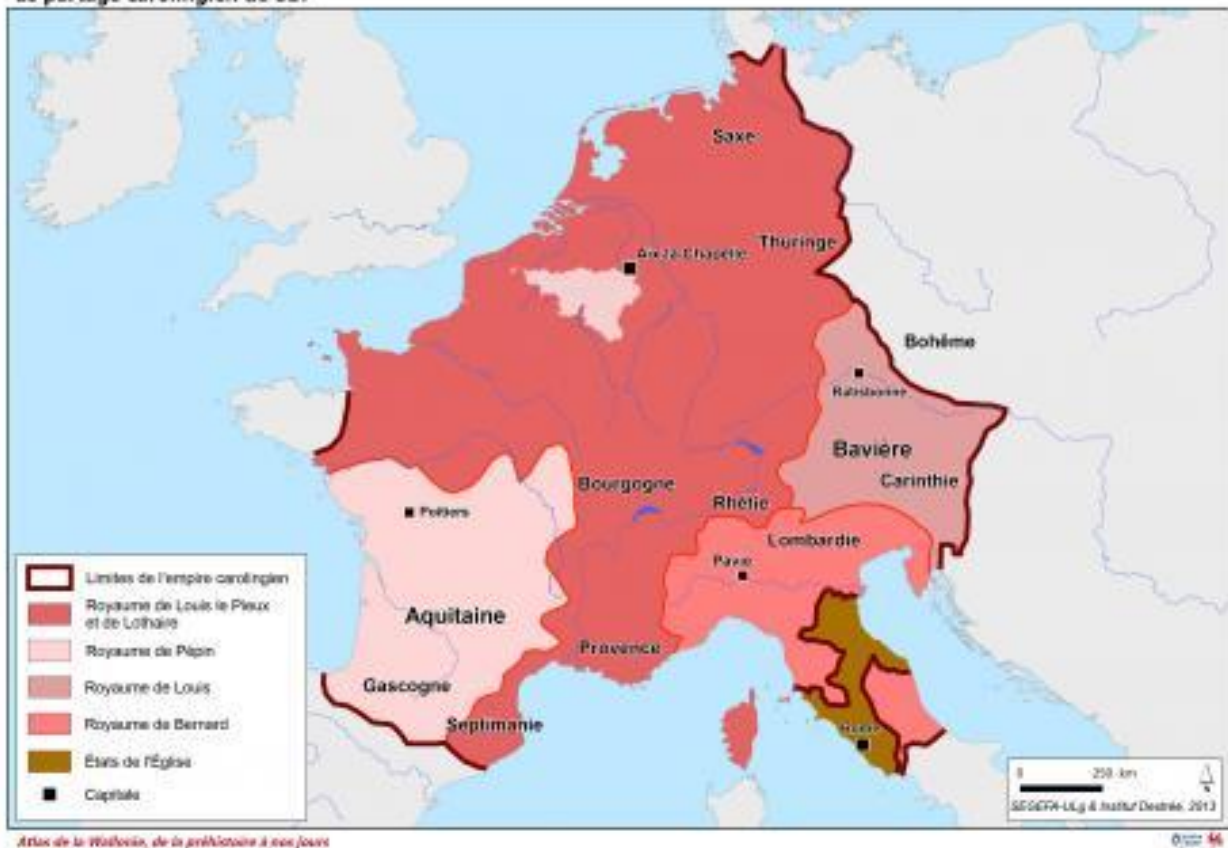 Saxe
Thuringe
Aix-la-Chapelle
Bohême
Ratisbonne
Bavière
Carinthie
Bourgogne
Rhétie
Poitiers
Lombardie
Pavie
Aquitaine
Provence
Gascogne
Septimanie
Rome
Limites de l'empire carolingien
Royaume de Louis le Pieux
et de Lothaire
Royaume de Pépin
Royaume de Louis
Royaume de Bernard
États de l'Église
Capitale
0 250 km
SEGEFA-ULg & Institut Destrée, 2013
Atlas de la Wallonie, de la préhistoire à nos jours